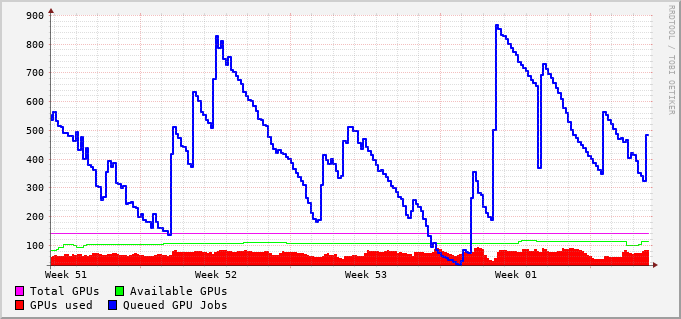 900
800
700
600
500
400
300
200
100
Week 51 Week 52 Week 53 Week 01
Total GPUs Available GPUs
GPUs used Queued GPU Jobs
RRDTOOL / TOBI OETIKER